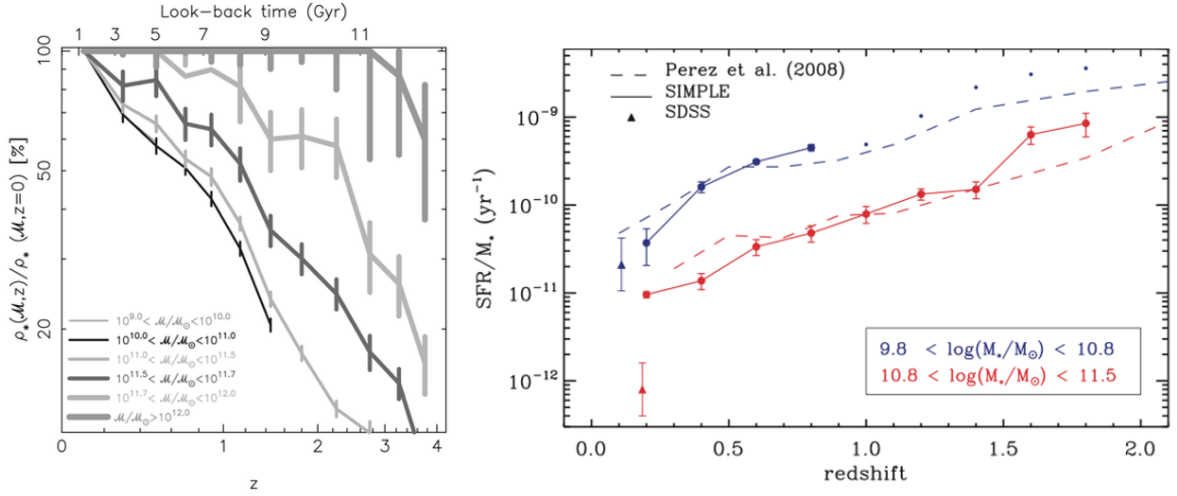 Look-back time (Gyr)
1 3 5 7 9 11
100
50
20
ρ*(ℳ,z)/ρ* (ℳ,z=0) [%]
10^9.0< ℳ/ℳ☉ <10^10.0
10^10.0< ℳ/ℳ☉<10^11.0
10^11.0< ℳ/ℳ☉<10^11.5
10^11.5< ℳ/ℳ☉<10^11.7
10^11.7< ℳ/ℳ☉<10^12.0
ℳ/ℳ☉>10^12.0
0 1 2 3 4
z
Perez et al. (2008)
SIMPLE
SDSS
10^-9
10^-10
10^-11
10^-12
SFR/M* (yr^-1)
9.8 < log(M*/M☉) < 10.8
10.8 < log(M*/M☉) < 11.5
0.0 0.5 1.0 1.5 2.0
redshift